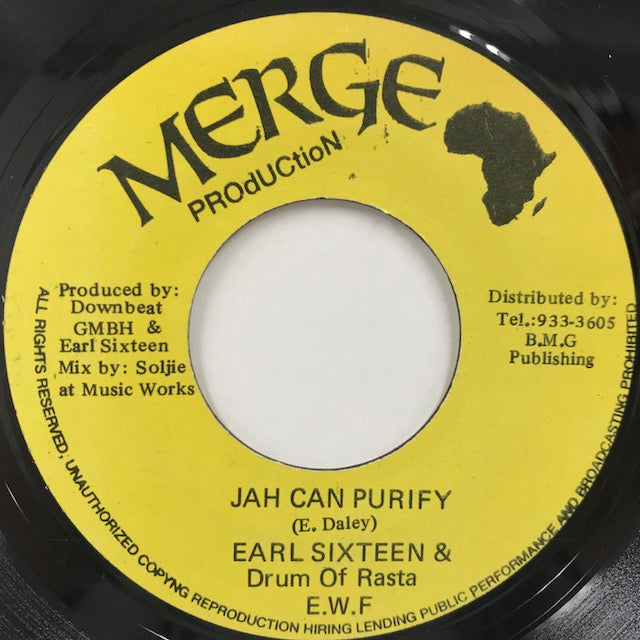 MERGE
PROdUCtioN
Produced by:
Downbeat
GMBH &
Earl Sixteen
Mix by: Soljie
at Music Works
Distributed by:
Tel.:933-3605
B.M.G
Publishing
JAH CAN PURIFY
(E. Daley)
EARL SIXTEEN &
Drum Of Rasta
E.W.F
ALL RIGHTS RESERVED, UNAUTHORIZED COPYNG REPRODUCTION HIRING LENDING PUBLIC PERFORMANCE AND BROADCASTING PROHIBITED